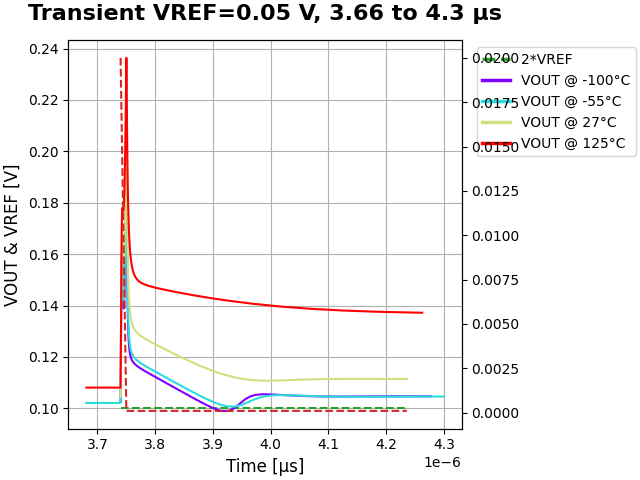 Transient VREF=0.05 V, 3.66 to 4.3 µs
VOUT & VREF [V]
0.24
0.22
0.20
0.18
0.16
0.14
0.12
0.10
3.7
3.8
3.9
4.0
4.1
4.2
4.3
1e−6
Time [µs]
0.0200
0.0175
0.0150
0.0125
0.0100
0.0075
0.0050
0.0025
0.0000
2*VREF
VOUT @ -100°C
VOUT @ -55°C
VOUT @ 27°C
VOUT @ 125°C